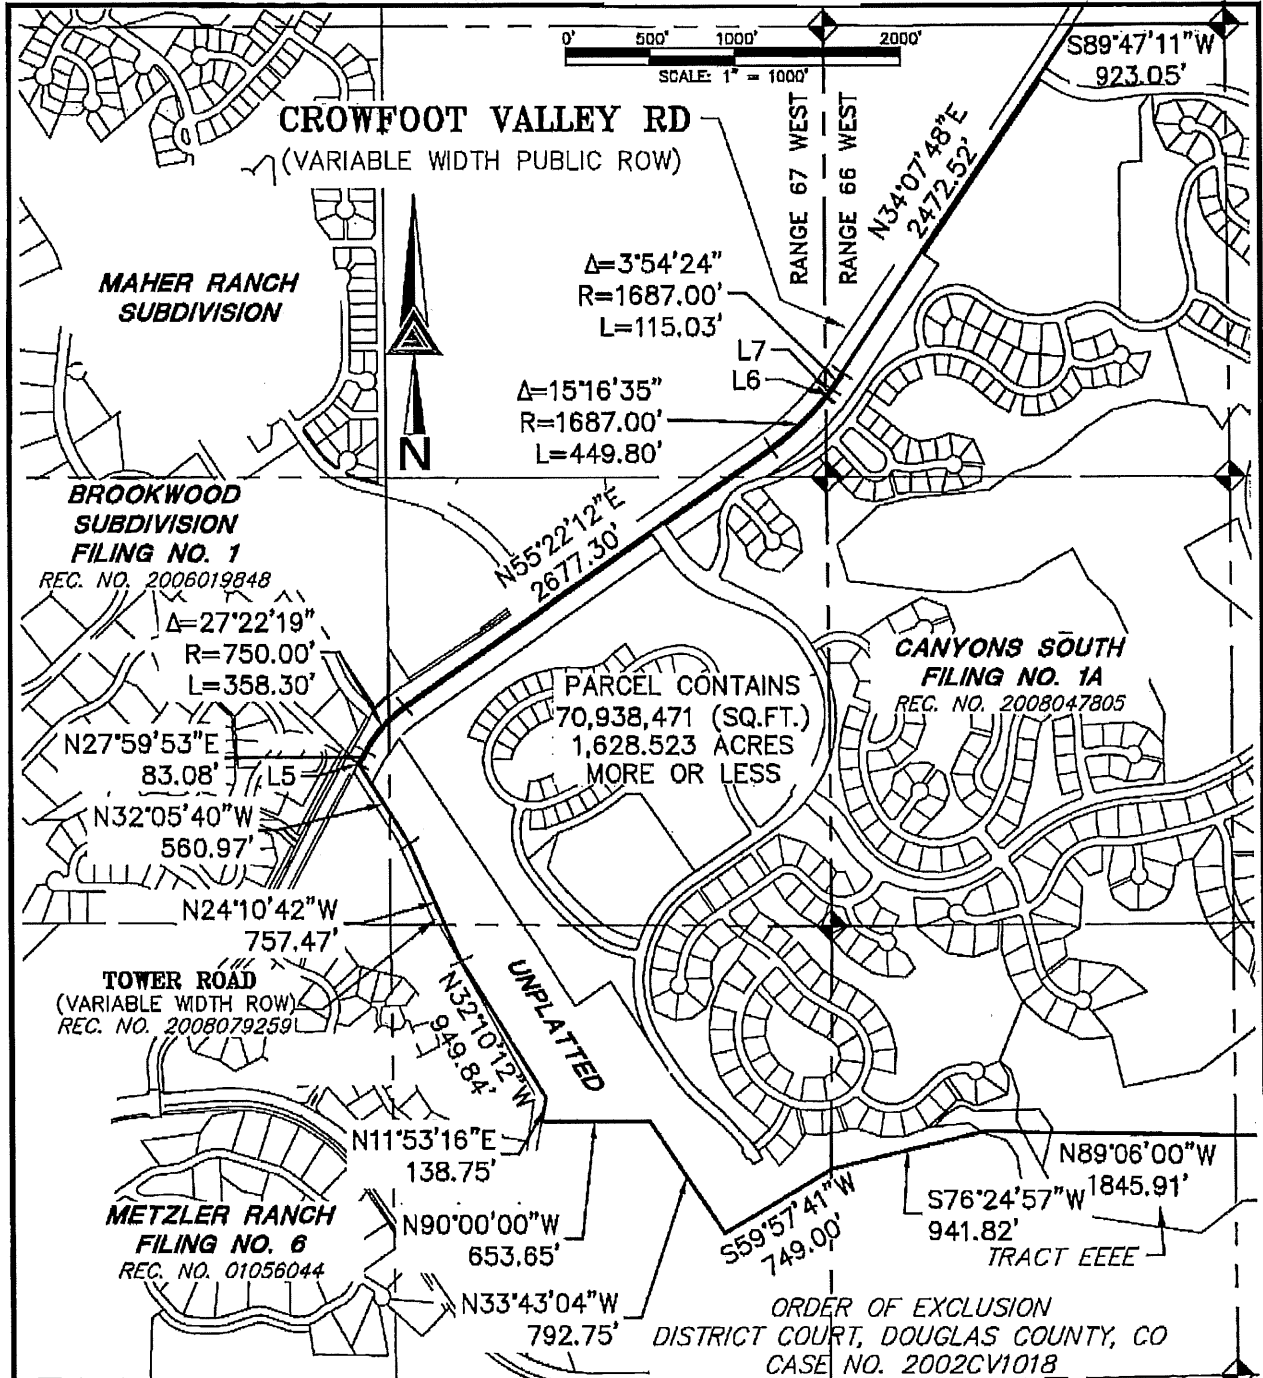 0' 500' 1000' 2000'
SCALE: 1" = 1000'
S89°47'11"W
923.05'
CROWFOOT VALLEY RD
(VARIABLE WIDTH PUBLIC ROW)
RANGE 67 WEST
RANGE 66 WEST
N34°07'48"E
2472.52'
MAHER RANCH
SUBDIVISION
Δ=3°54'24"
R=1687.00'
L=115.03'
L7
L6
Δ=15°16'35"
R=1687.00'
L=449.80'
N
BROOKWOOD
SUBDIVISION
FILING NO. 1
REC. NO. 2006019848
N55°22'12"E
2677.30'
Δ=27°22'19"
R=750.00'
L=358.30'
CANYONS SOUTH
FILING NO. 1A
REC. NO. 2008047805
PARCEL CONTAINS
70,938,471 (SQ.FT.)
1,628.523 ACRES
MORE OR LESS
N27°59'53"E
83.08'
L5
N32°05'40"W
560.97'
N24°10'42"W
757.47'
TOWER ROAD
(VARIABLE WIDTH ROW)
REC. NO. 2008079259
UNPLATTED
N32°10'12"W
949.84'
N11°53'16"E
138.75'
N89°06'00"W
1845.91'
METZLER RANCH
FILING NO. 6
REC. NO. 01056044
N90°00'00"W
653.65'
S59°57'41"W
749.00'
S76°24'57"W
941.82'
TRACT EEEE
N33°43'04"W
792.75'
ORDER OF EXCLUSION
DISTRICT COURT, DOUGLAS COUNTY, CO
CASE NO. 2002CV1018